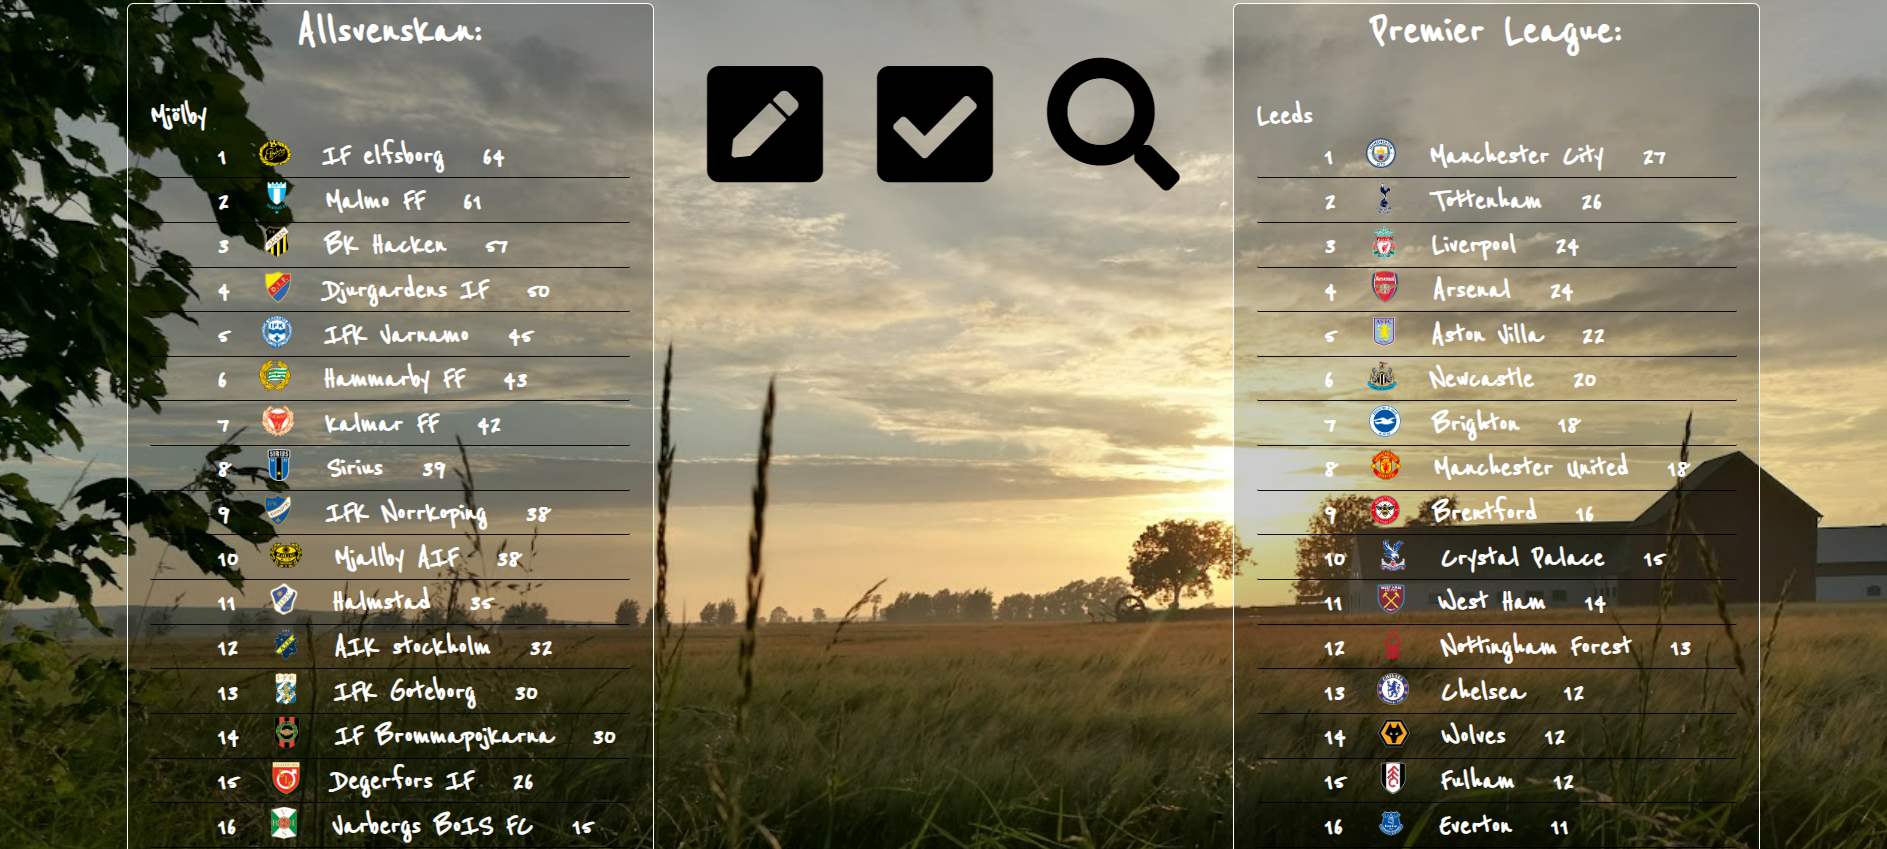 Allsvenskan:
Mjölby
1 IF elfsborg 64
2 Malmo FF 61
3 BK Hacken 57
4 Djurgardens IF 50
5 IFK Varnamo 45
6 Hammarby FF 43
7 Kalmar FF 42
8 Sirius 39
9 IFK Norrkoping 38
10 Mjallby AIF 38
11 Halmstad 35
12 AIK stockholm 32
13 IFK Goteborg 30
14 IF Brommapojkarna 30
15 Degerfors IF 26
16 Varbergs BoIS FC 15
Premier League:
Leeds
1 Manchester City 27
2 Tottenham 26
3 Liverpool 24
4 Arsenal 24
5 Aston Villa 22
6 Newcastle 20
7 Brighton 18
8 Manchester United 18
9 Brentford 16
10 Crystal Palace 15
11 West Ham 14
12 Nottingham Forest 13
13 Chelsea 12
14 Wolves 12
15 Fulham 12
16 Everton 11